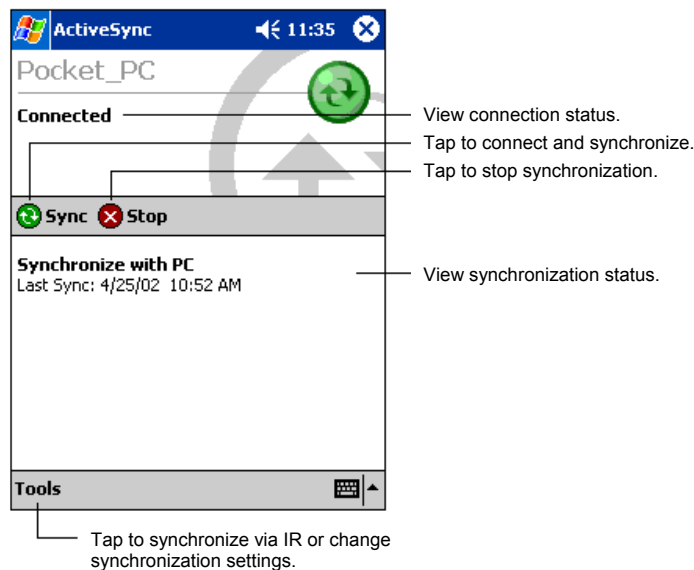 ActiveSync 11:35
Pocket_PC
Connected
View connection status.
Tap to connect and synchronize.
Tap to stop synchronization.
Sync Stop
Synchronize with PC
Last Sync: 4/25/02 10:52 AM
View synchronization status.
Tools
Tap to synchronize via IR or change
synchronization settings.